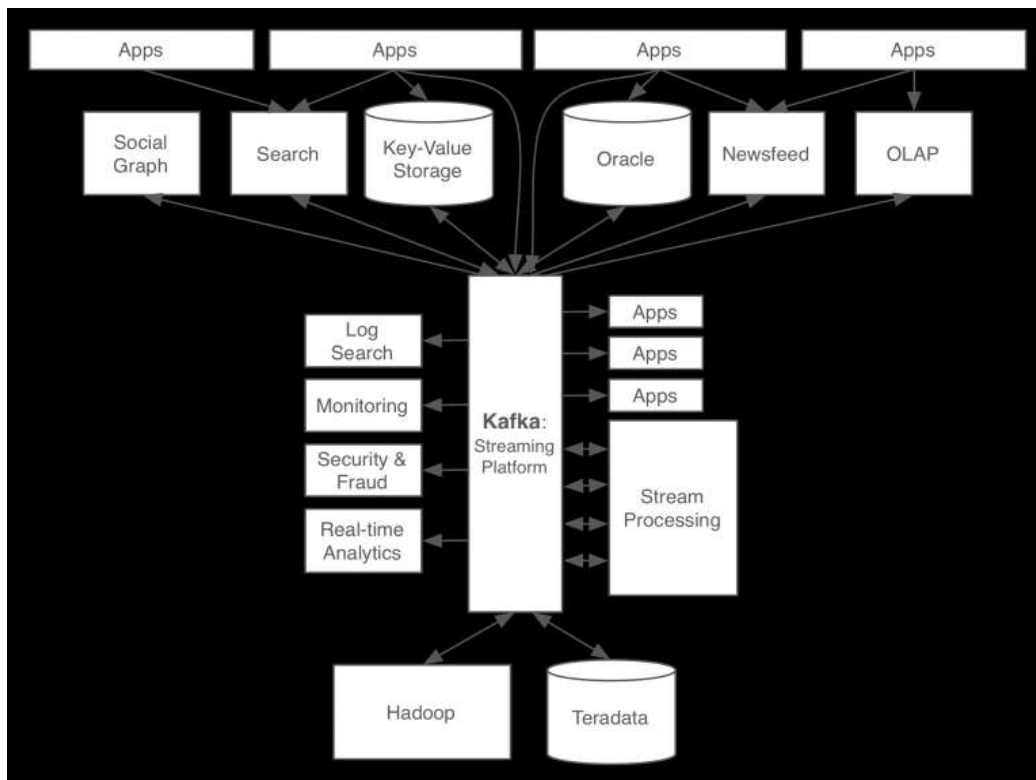 Apps
Apps
Apps
Apps
Social
Graph
Search
Key-Value
Storage
Oracle
Newsfeed
OLAP
Log
Search
Monitoring
Security &
Fraud
Real-time
Analytics
Kafka:
Streaming
Platform
Apps
Apps
Apps
Stream
Processing
Hadoop
Teradata